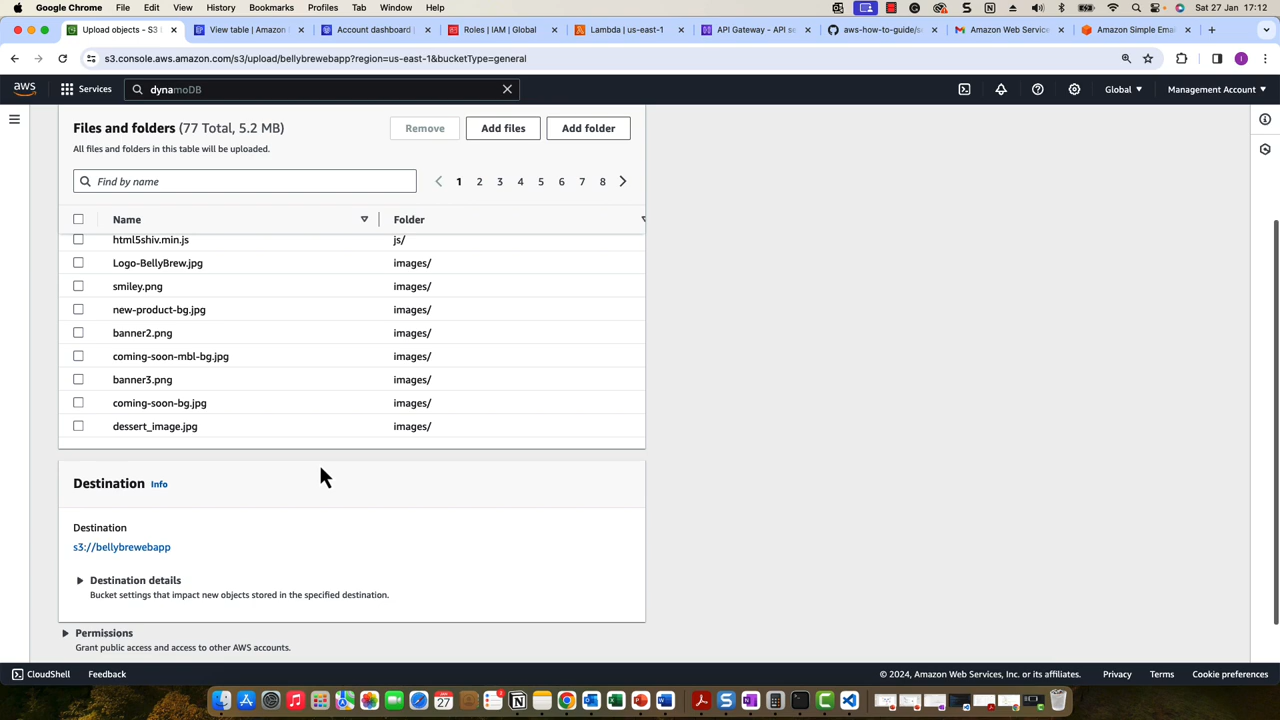 Google Chrome File Edit View History Bookmarks Profiles Tab Window Help Sat 27 Jan 17:12
Upload objects - S3 View table | Amazon Account dashboard | Roles | IAM | Global Lambda | us-east-1 API Gateway - API se aws-how-to-guide/se Amazon Web Service Amazon Simple Emai
s3.console.aws.amazon.com/s3/upload/bellybrewebapp?region=us-east-1&bucketType=general
aws Services dynamoDB Global Management Account
Files and folders (77 Total, 5.2 MB) Remove Add files Add folder
All files and folders in this table will be uploaded.
Find by name 1 2 3 4 5 6 7 8
Name Folder
html5shiv.min.js js/
Logo-BellyBrew.jpg images/
smiley.png images/
new-product-bg.jpg images/
banner2.png images/
coming-soon-mbl-bg.jpg images/
banner3.png images/
coming-soon-bg.jpg images/
dessert_image.jpg images/
Destination Info
Destination
s3://bellybrewebapp
Destination details
Bucket settings that impact new objects stored in the specified destination.
Permissions
Grant public access and access to other AWS accounts.
CloudShell Feedback © 2024, Amazon Web Services, Inc. or its affiliates. Privacy Terms Cookie preferences